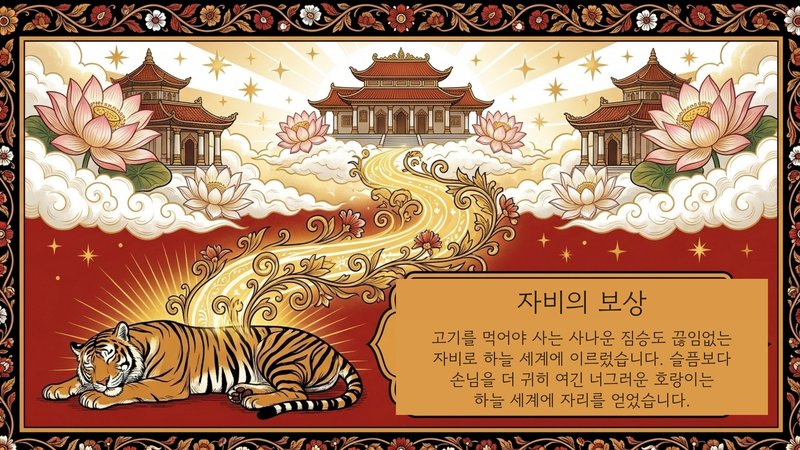 자비의 보상
고기를 먹어야 사는 사나운 짐승도 끊임없는
자비로 하늘 세계에 이르렀습니다. 슬픔보다
손님을 더 귀히 여긴 너그러운 호랑이는
하늘 세계에 자리를 얻었습니다.